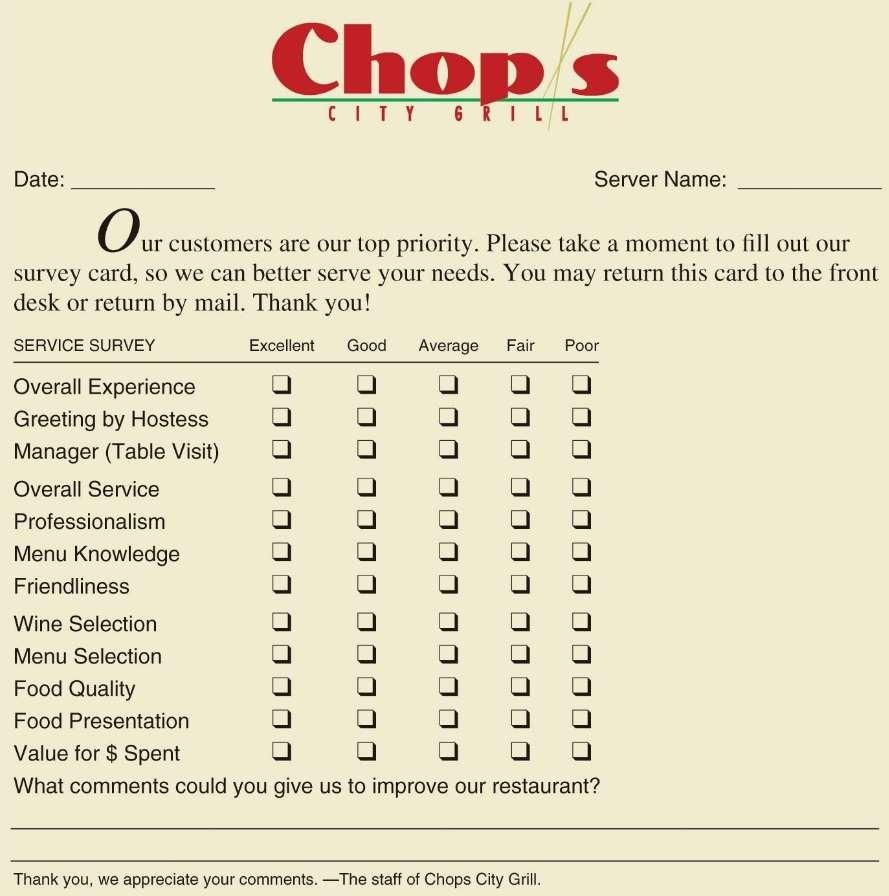 Chop's
CITY GRILL
Date: ____________ Server Name: ____________
Our customers are our top priority. Please take a moment to fill out our
survey card, so we can better serve your needs. You may return this card to the front
desk or return by mail. Thank you!
SERVICE SURVEY Excellent Good Average Fair Poor
Overall Experience ❏ ❏ ❏ ❏ ❏
Greeting by Hostess ❏ ❏ ❏ ❏ ❏
Manager (Table Visit) ❏ ❏ ❏ ❏ ❏
Overall Service ❏ ❏ ❏ ❏ ❏
Professionalism ❏ ❏ ❏ ❏ ❏
Menu Knowledge ❏ ❏ ❏ ❏ ❏
Friendliness ❏ ❏ ❏ ❏ ❏
Wine Selection ❏ ❏ ❏ ❏ ❏
Menu Selection ❏ ❏ ❏ ❏ ❏
Food Quality ❏ ❏ ❏ ❏ ❏
Food Presentation ❏ ❏ ❏ ❏ ❏
Value for $ Spent ❏ ❏ ❏ ❏ ❏
What comments could you give us to improve our restaurant?
Thank you, we appreciate your comments. —The staff of Chops City Grill.